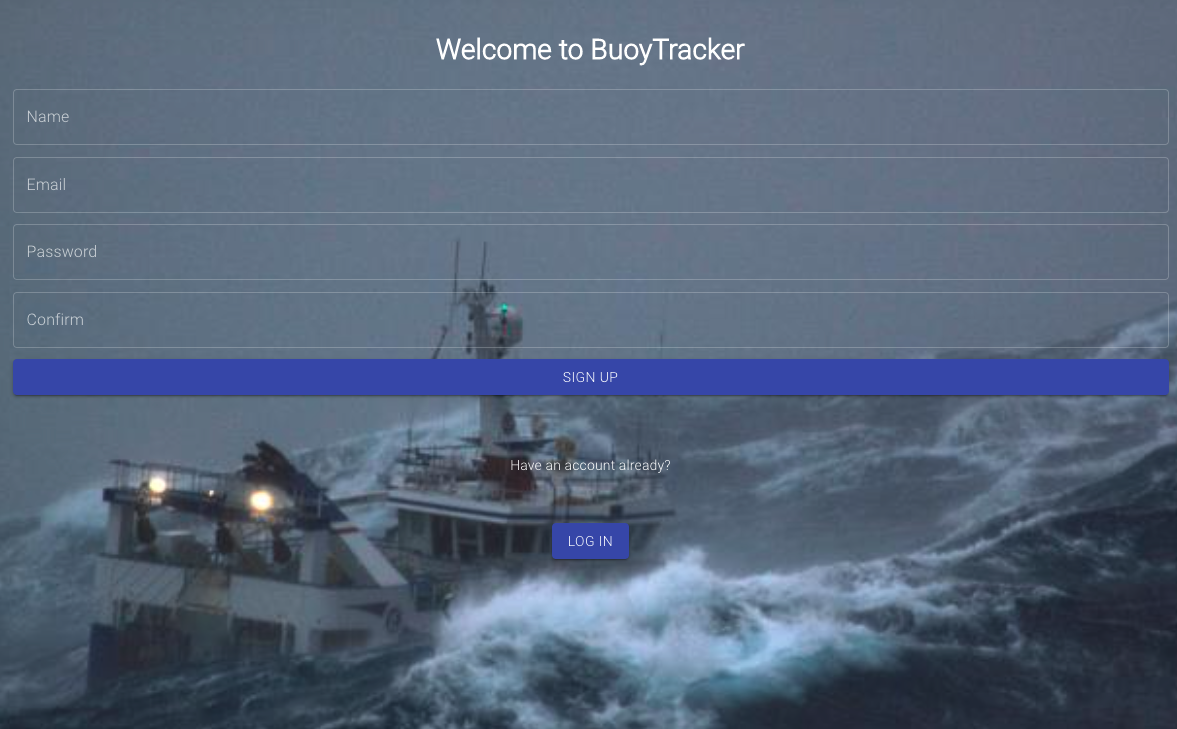 Welcome to BuoyTracker
Name
Email
Password
Confirm
SIGN UP
Have an account already?
LOG IN